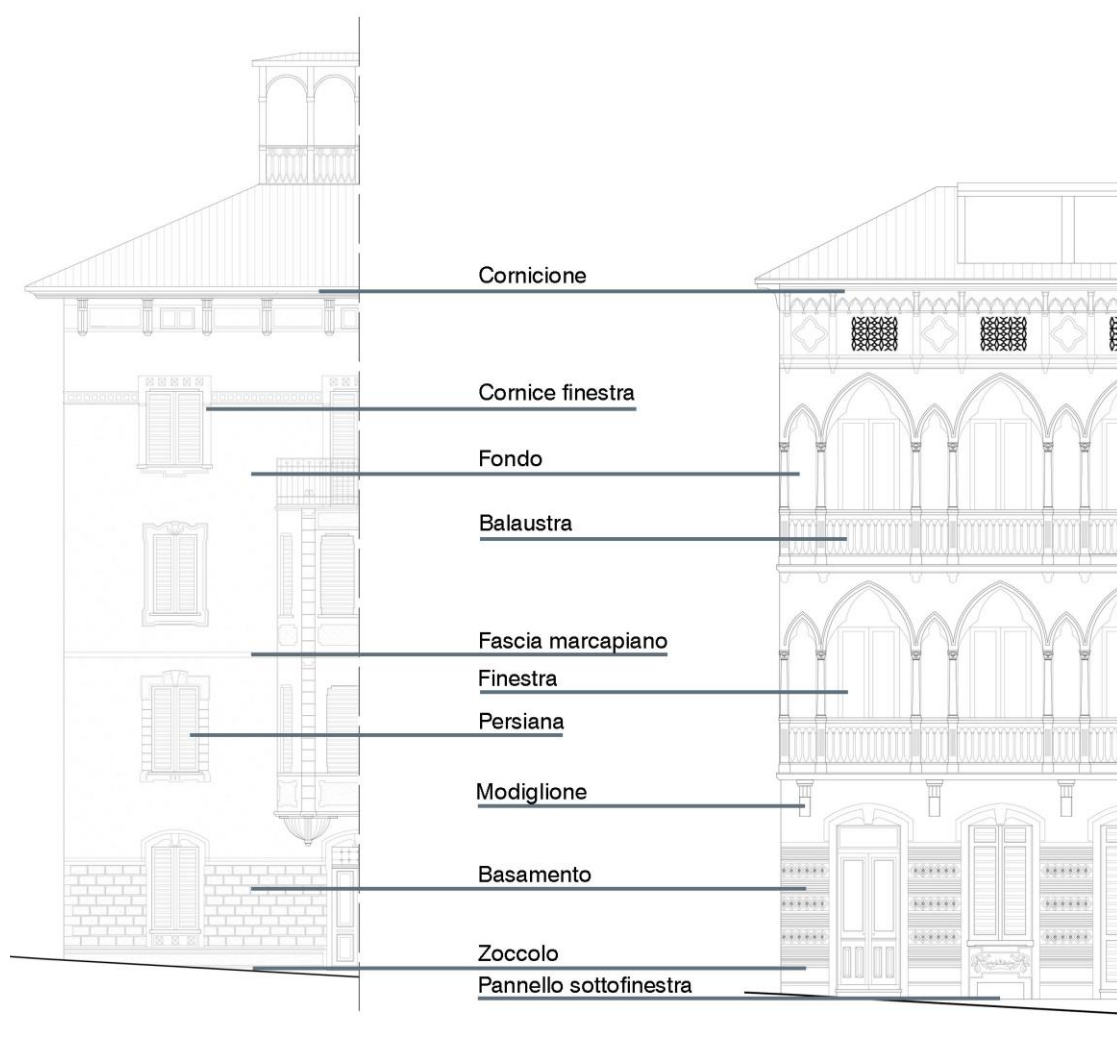 Cornicione
Cornice finestra
Fondo
Balaustra
Fascia marcapiano
Finestra
Persiana
Modiglione
Basamento
Zoccolo
Pannello sottofinestra